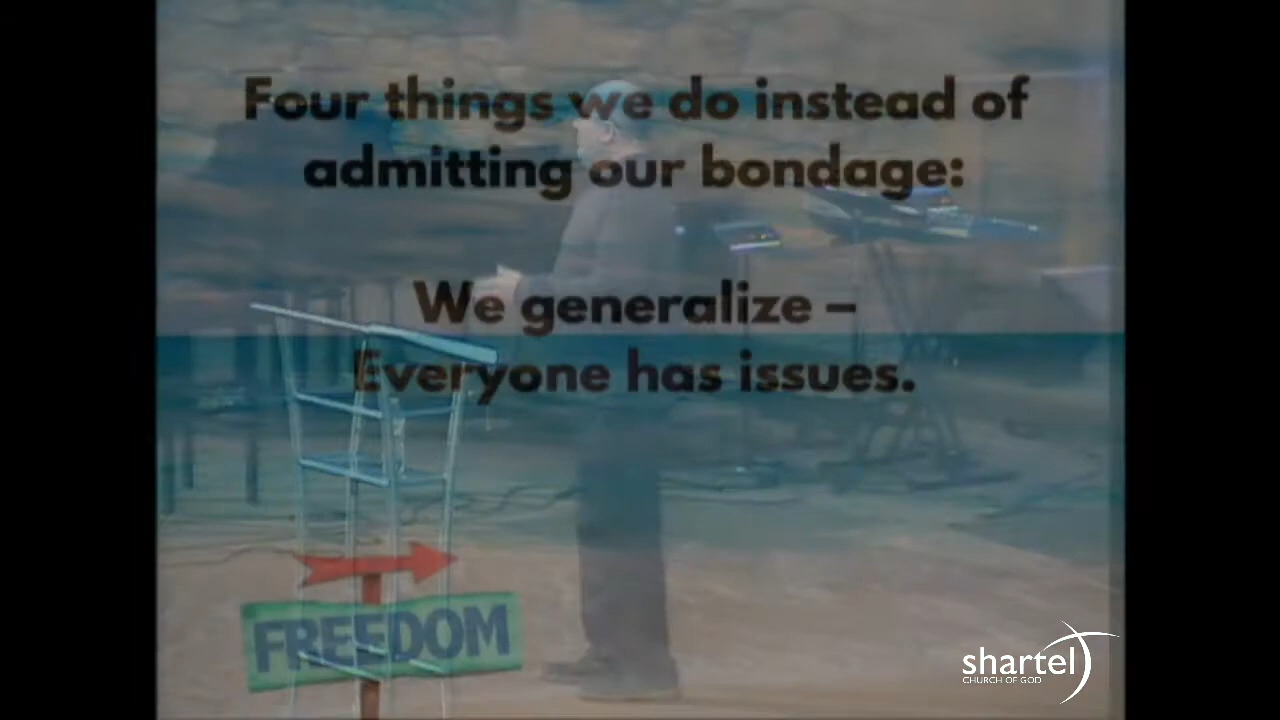 Four things we do instead of
admitting our bondage:
We generalize –
Everyone has issues.
FREEDOM
shartel
CHURCH OF GOD